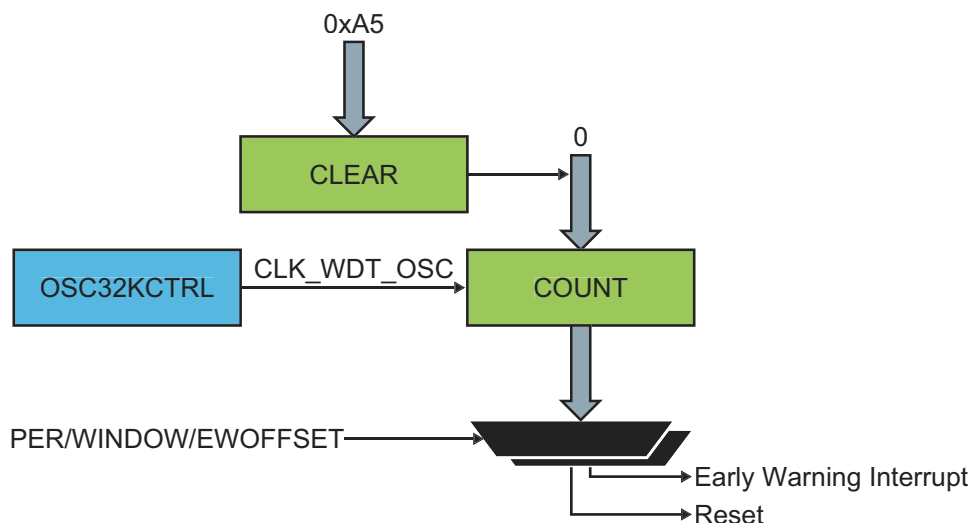 0xA5
CLEAR
0
OSC32KCTRL
CLK_WDT_OSC
COUNT
PER/WINDOW/EWOFFSET
Early Warning Interrupt
Reset